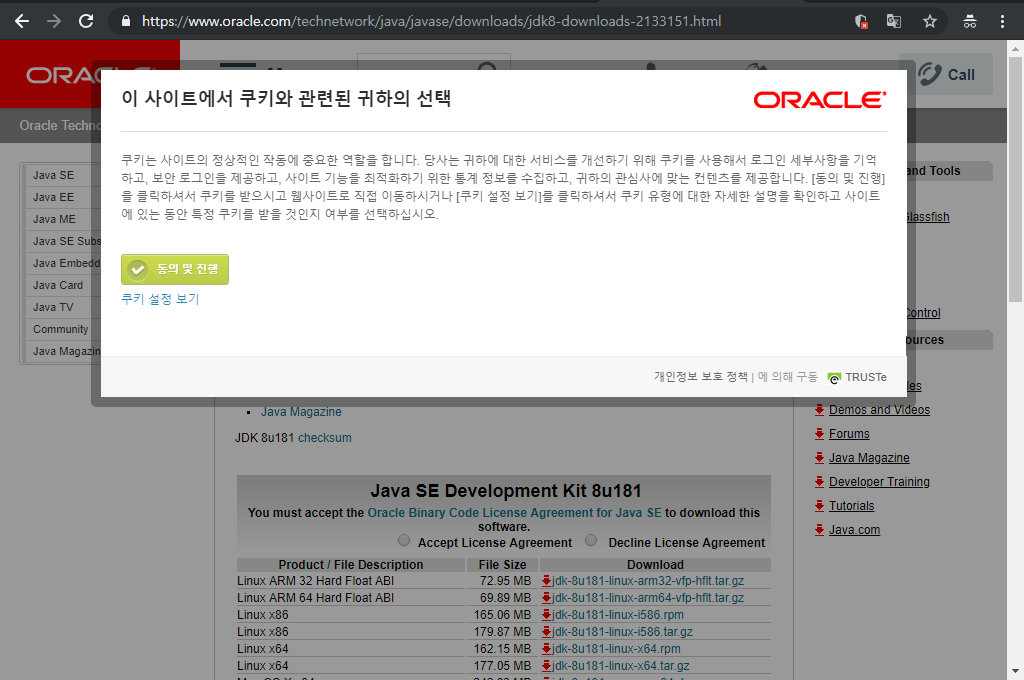 https://www.oracle.com/technetwork/java/javase/downloads/jdk8-downloads-2133151.html
Call
Oracle Techno
이 사이트에서 쿠키와 관련된 귀하의 선택
ORACLE
쿠키는 사이트의 정상적인 작동에 중요한 역할을 합니다. 당사는 귀하에 대한 서비스를 개선하기 위해 쿠키를 사용해서 로그인 세부사항을 기억
하고, 보안 로그인을 제공하고, 사이트 기능을 최적화하기 위한 통계 정보를 수집하고, 귀하의 관심사에 맞는 컨텐츠를 제공합니다. [동의 및 진행]
을 클릭하셔서 쿠키를 받으시고 웹사이트로 직접 이동하시거나 [쿠키 설정 보기]를 클릭하셔서 쿠키 유형에 대한 자세한 설명을 확인하고 사이트
에 있는 동안 특정 쿠키를 받을 것인지 여부를 선택하십시오.
동의 및 진행
쿠키 설정 보기
개인정보 보호 정책 | 에 의해 구동 TRUSTe
Java SE
Java EE
Java ME
Java SE Subs
Java Embedd
Java Card
Java TV
Community
Java Magazin
Java Magazine
JDK 8u181 checksum
Java SE Development Kit 8u181
You must accept the Oracle Binary Code License Agreement for Java SE to download this
software.
Accept License Agreement Decline License Agreement
Product / File Description File Size Download
Linux ARM 32 Hard Float ABI 72.95 MB jdk-8u181-linux-arm32-vfp-hflt.tar.gz
Linux ARM 64 Hard Float ABI 69.89 MB jdk-8u181-linux-arm64-vfp-hflt.tar.gz
Linux x86 165.06 MB jdk-8u181-linux-i586.rpm
Linux x86 179.87 MB jdk-8u181-linux-i586.tar.gz
Linux x64 162.15 MB jdk-8u181-linux-x64.rpm
Linux x64 177.05 MB jdk-8u181-linux-x64.tar.gz
and Tools
Glassfish
Control
ources
les
Demos and Videos
Forums
Java Magazine
Developer Training
Tutorials
Java.com